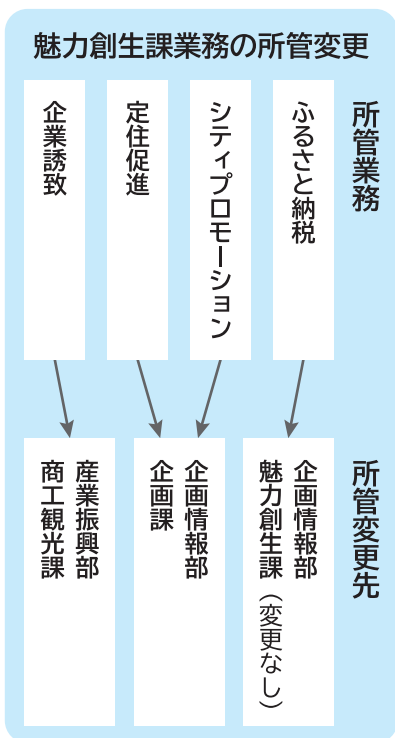 魅力創生課業務の所管変更
所管業務
ふるさと納税
シティプロモーション
定住促進
企業誘致
所管変更先
企画情報部
魅力創生課（変更なし）
企画情報部
企画課
産業振興部
商工観光課